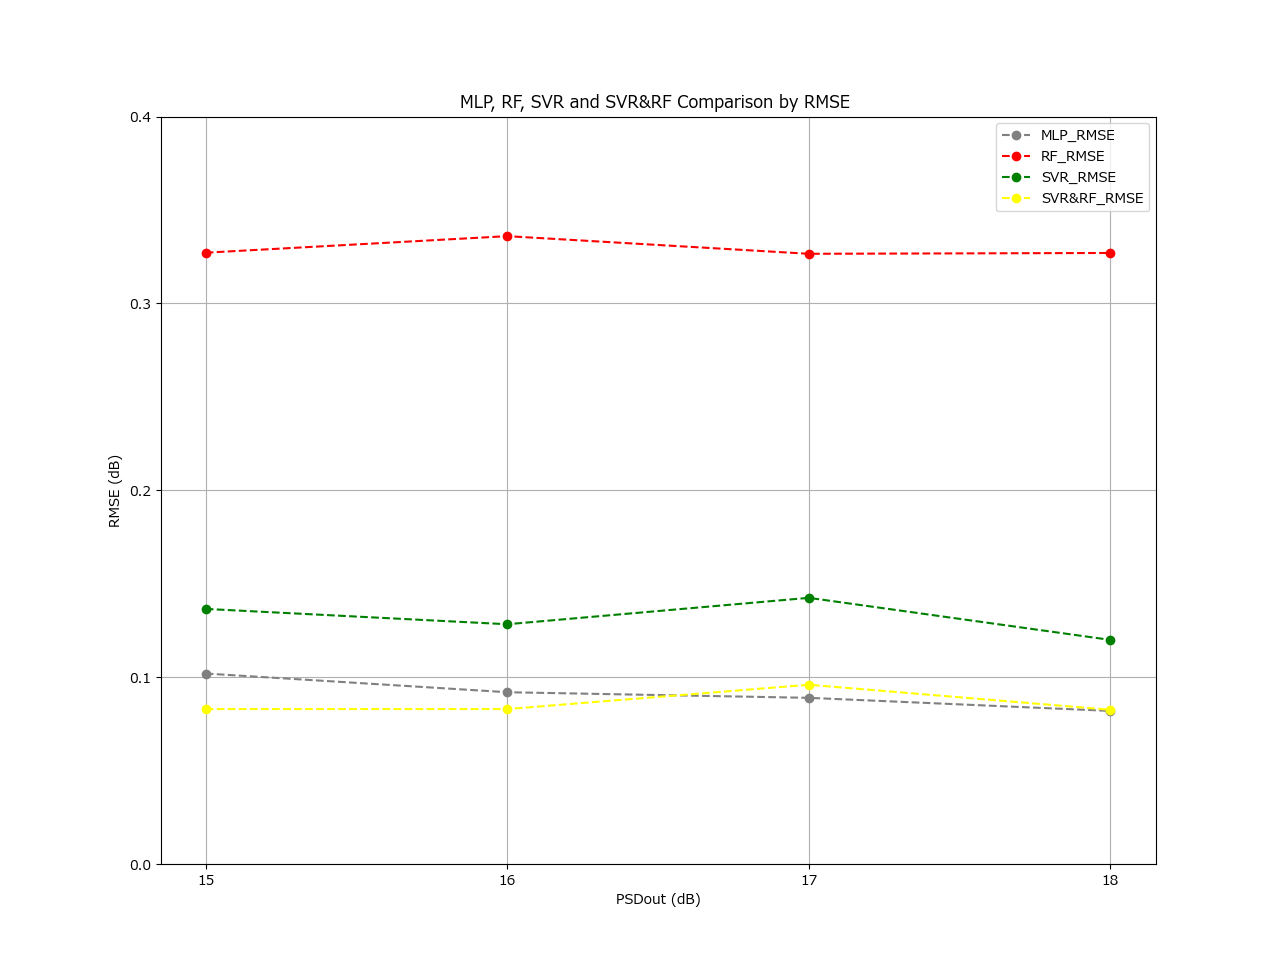 MLP, RF, SVR and SVR&RF Comparison by RMSE
0.4
0.3
0.2
0.1
0.0
RMSE (dB)
MLP_RMSE
RF_RMSE
SVR_RMSE
SVR&RF_RMSE
15
16
17
18
PSDout (dB)